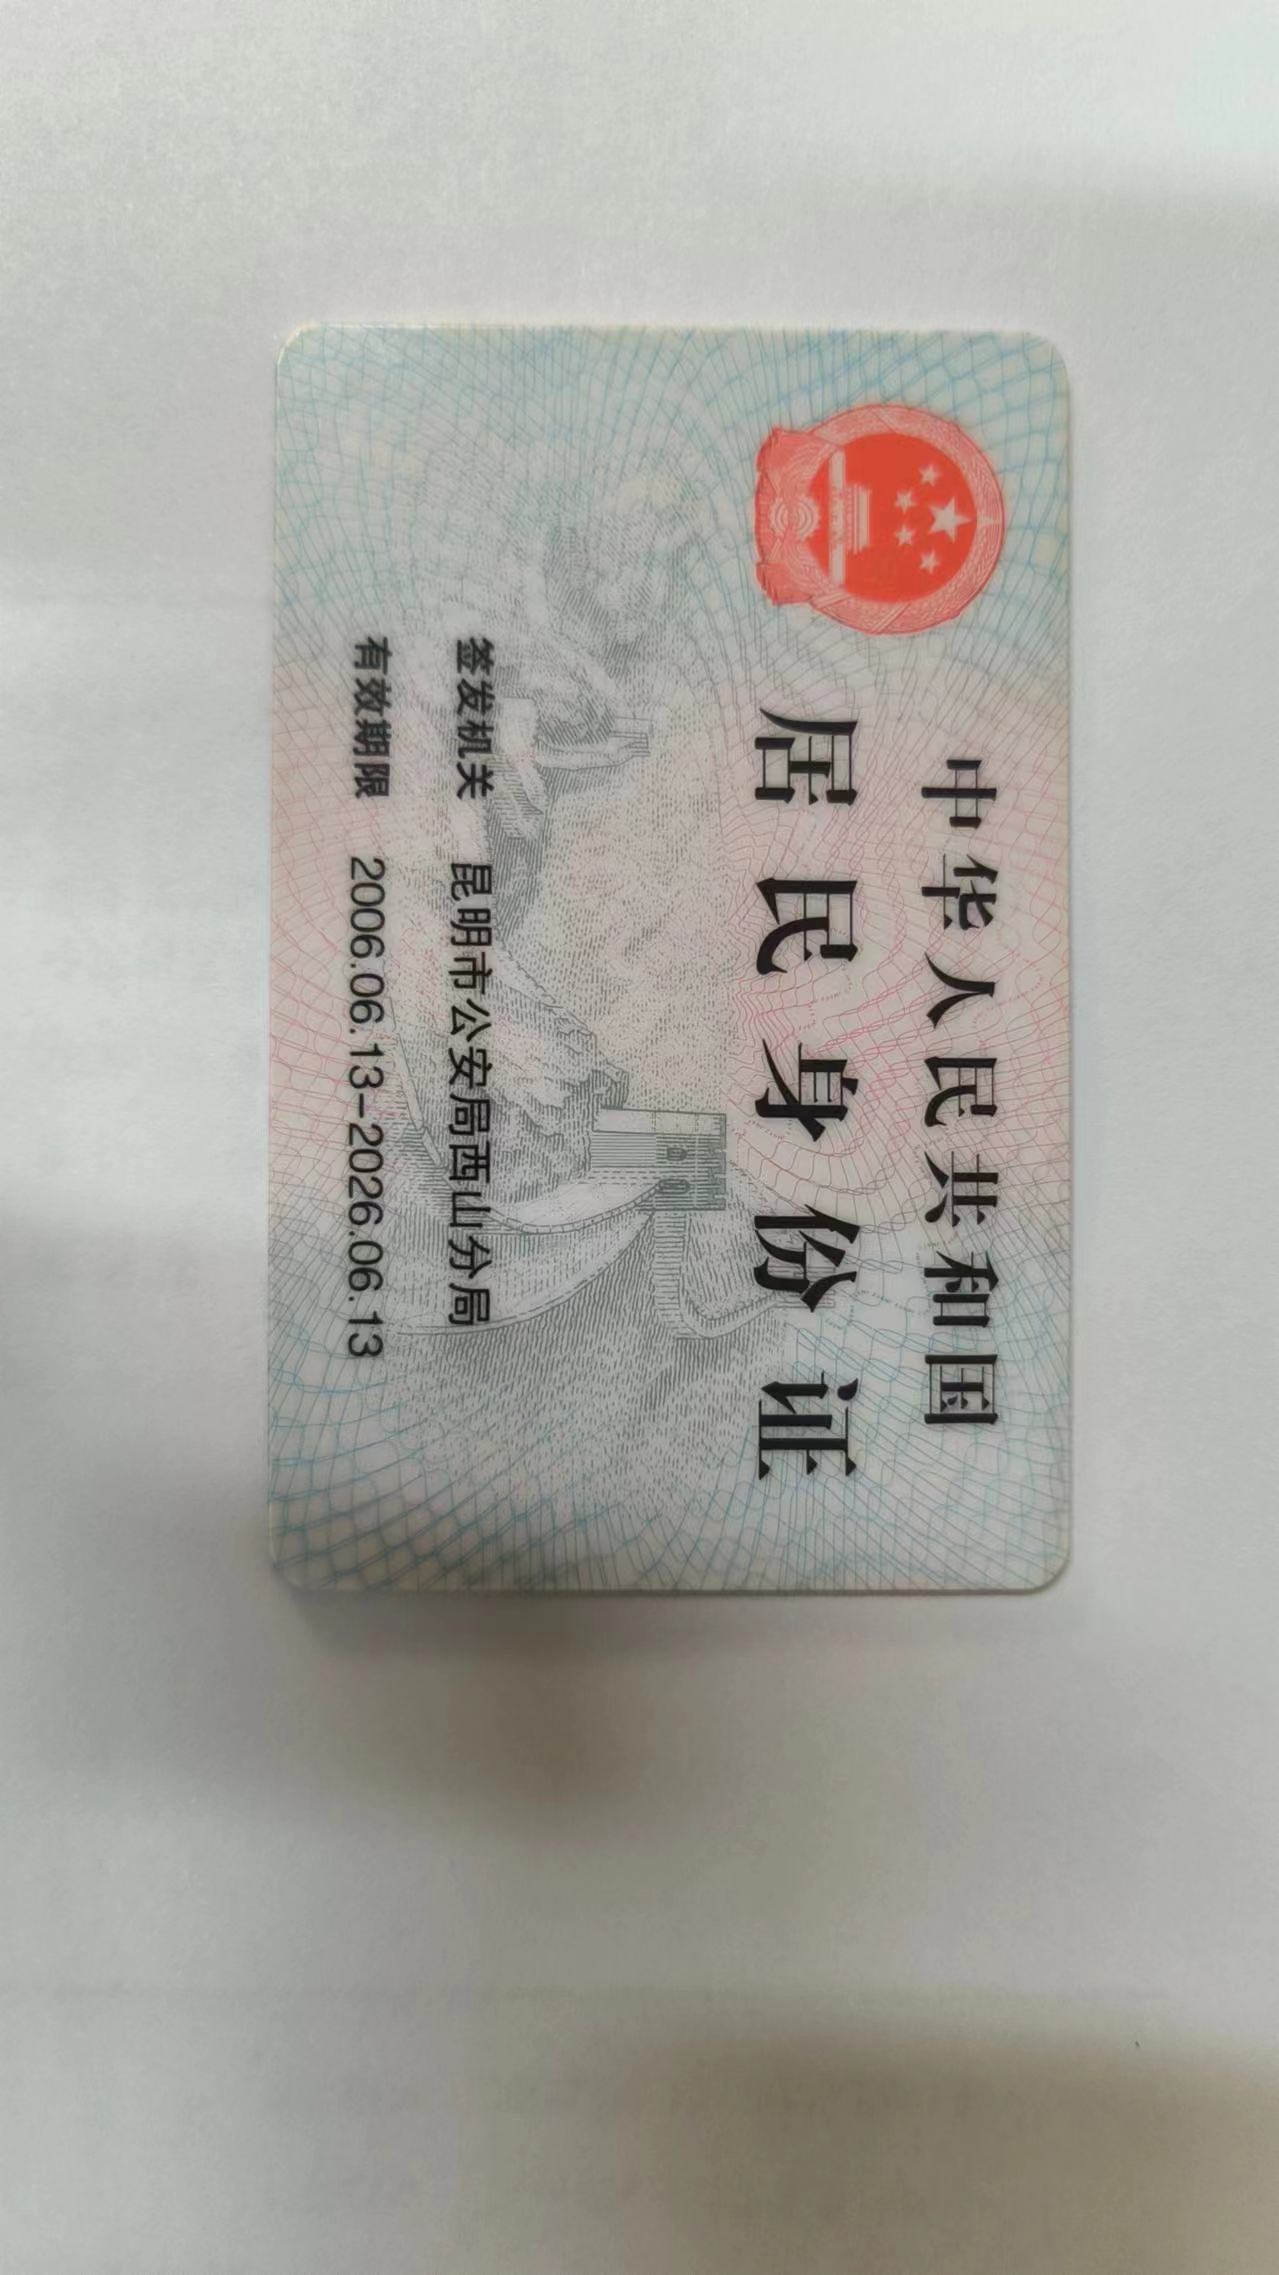 中华人民共和国
居民身份证
签发机关 昆明市公安局西山分局
有效期限 2006.06.13-2026.06.13